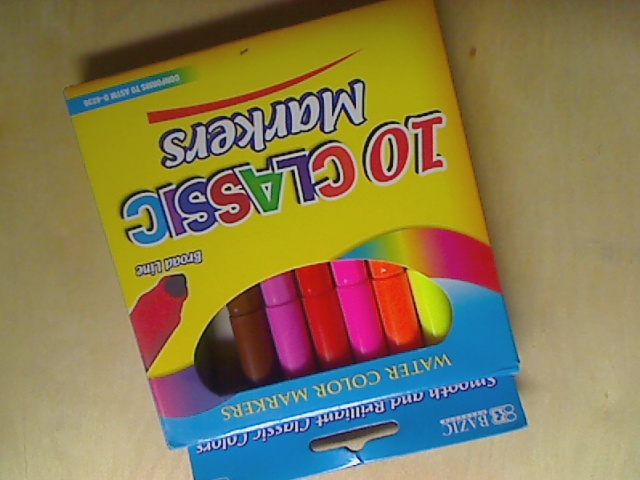 BAZIC
Smooth and Brilliant Classic Colors
WATER COLOR MARKERS
Broad Line
10 CLASSIC
Markers
CONFORMS TO ASTM D-4236